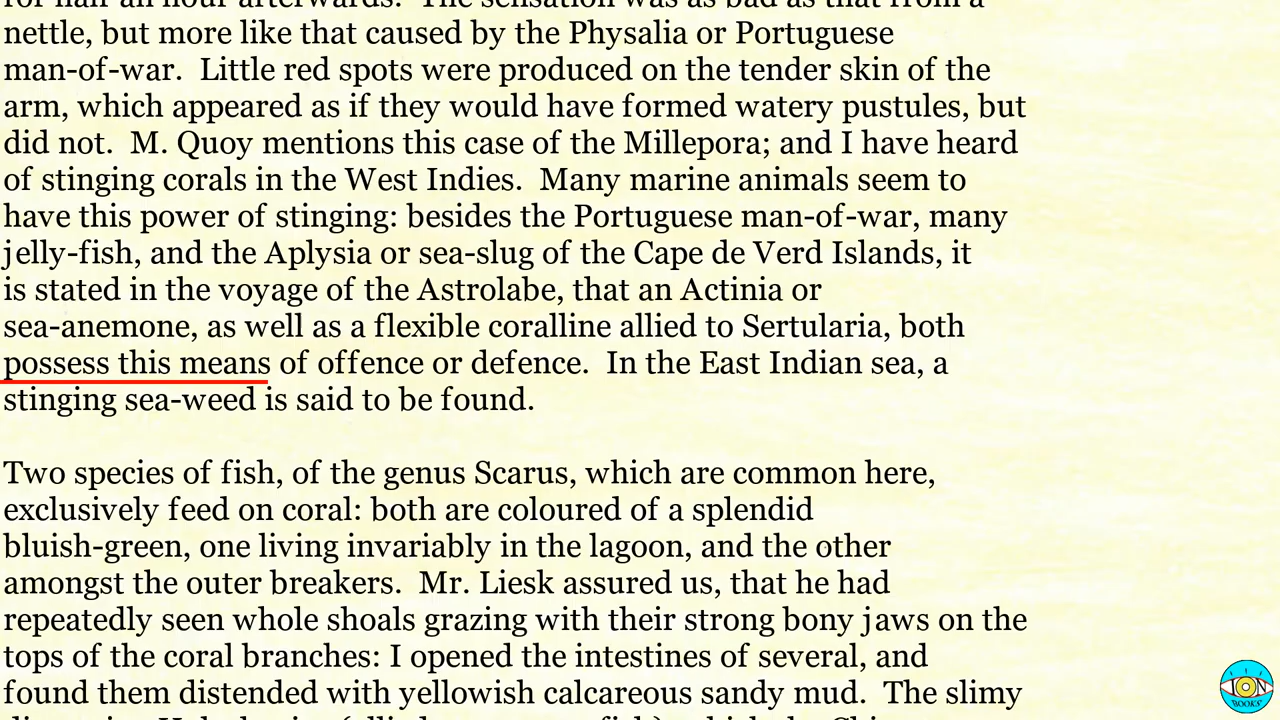 for half an hour afterwards.  The sensation was as bad as that from a
nettle, but more like that caused by the Physalia or Portuguese
man-of-war.  Little red spots were produced on the tender skin of the
arm, which appeared as if they would have formed watery pustules, but
did not.  M. Quoy mentions this case of the Millepora; and I have heard
of stinging corals in the West Indies.  Many marine animals seem to
have this power of stinging: besides the Portuguese man-of-war, many
jelly-fish, and the Aplysia or sea-slug of the Cape de Verd Islands, it
is stated in the voyage of the Astrolabe, that an Actinia or
sea-anemone, as well as a flexible coralline allied to Sertularia, both
possess this means of offence or defence.  In the East Indian sea, a
stinging sea-weed is said to be found.
Two species of fish, of the genus Scarus, which are common here,
exclusively feed on coral: both are coloured of a splendid
bluish-green, one living invariably in the lagoon, and the other
amongst the outer breakers.  Mr. Liesk assured us, that he had
repeatedly seen whole shoals grazing with their strong bony jaws on the
tops of the coral branches: I opened the intestines of several, and
found them distended with yellowish calcareous sandy mud.  The slimy
ION
BOOKS